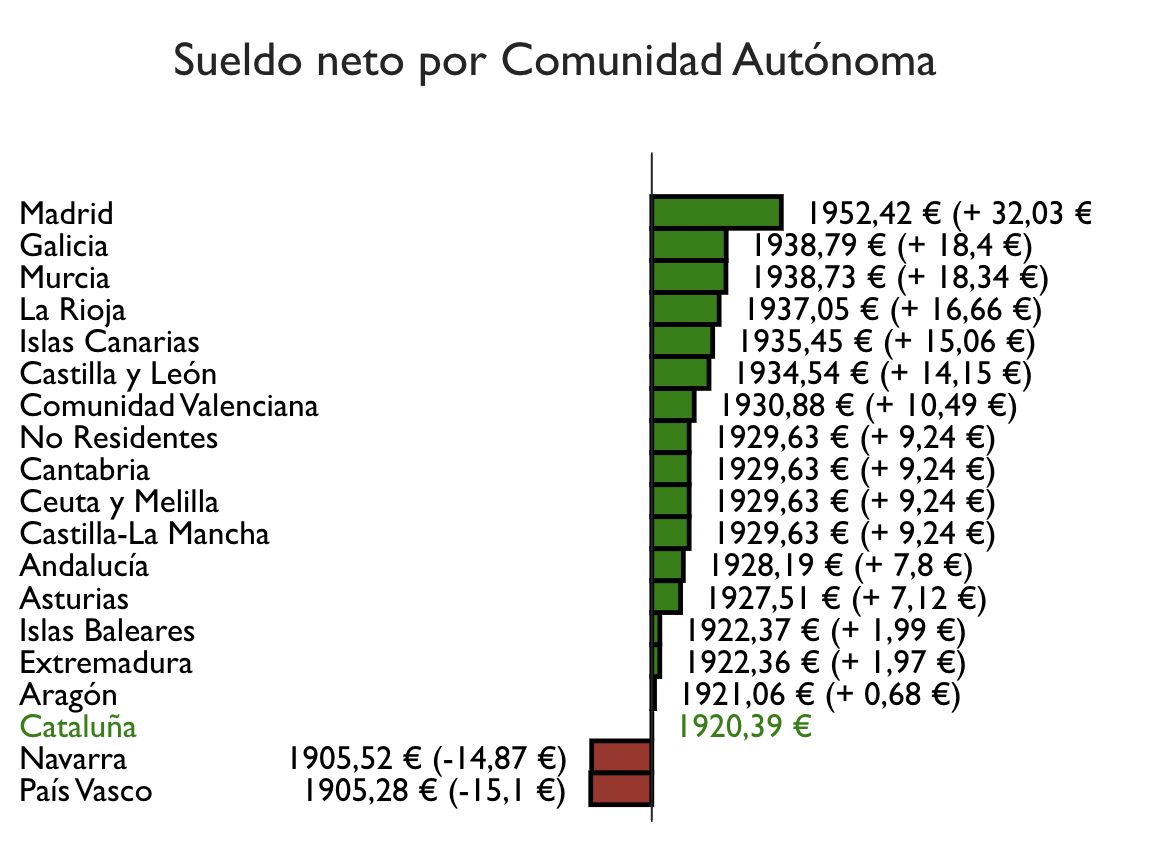 Sueldo neto por Comunidad Autónoma
Madrid 1952,42 € (+ 32,03 €
Galicia 1938,79 € (+ 18,4 €)
Murcia 1938,73 € (+ 18,34 €)
La Rioja 1937,05 € (+ 16,66 €)
Islas Canarias 1935,45 € (+ 15,06 €)
Castilla y León 1934,54 € (+ 14,15 €)
Comunidad Valenciana 1930,88 € (+ 10,49 €)
No Residentes 1929,63 € (+ 9,24 €)
Cantabria 1929,63 € (+ 9,24 €)
Ceuta y Melilla 1929,63 € (+ 9,24 €)
Castilla-La Mancha 1929,63 € (+ 9,24 €)
Andalucía 1928,19 € (+ 7,8 €)
Asturias 1927,51 € (+ 7,12 €)
Islas Baleares 1922,37 € (+ 1,99 €)
Extremadura 1922,36 € (+ 1,97 €)
Aragón 1921,06 € (+ 0,68 €)
Cataluña 1920,39 €
Navarra 1905,52 € (-14,87 €)
País Vasco 1905,28 € (-15,1 €)